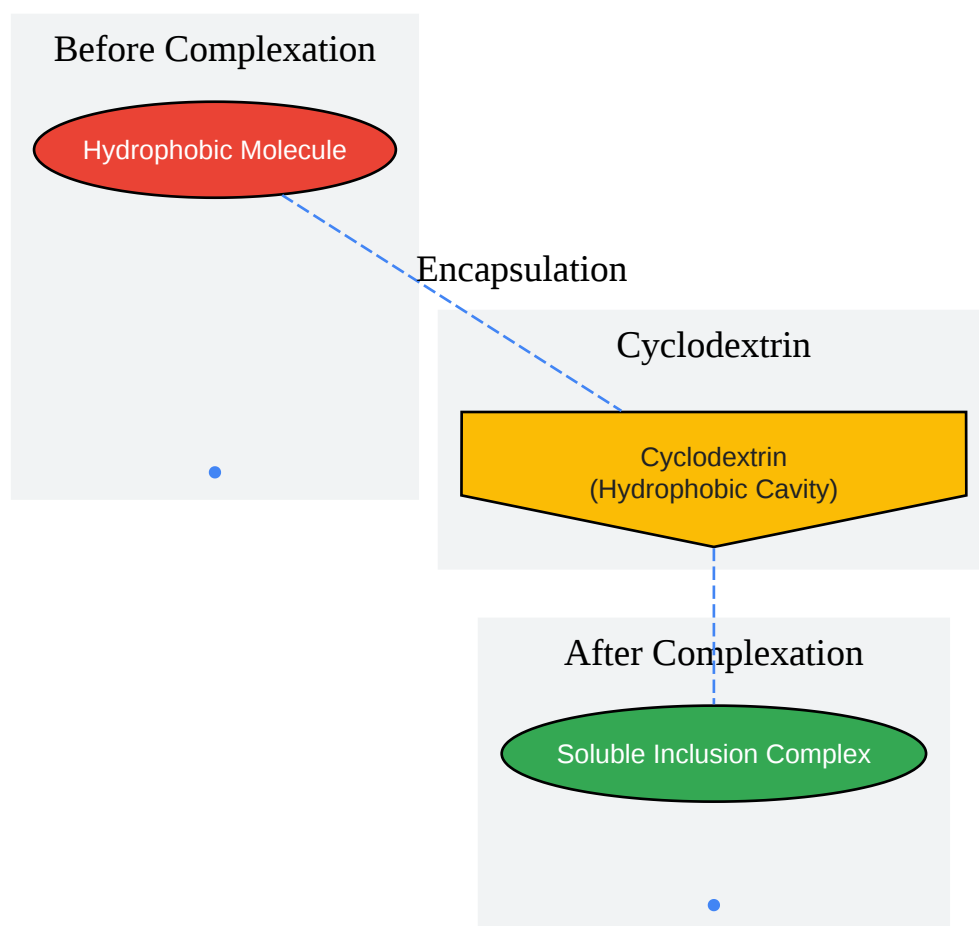 Before Complexation
Hydrophobic Molecule
Encapsulation
Cyclodextrin
Cyclodextrin
(Hydrophobic Cavity)
After Complexation
Soluble Inclusion Complex